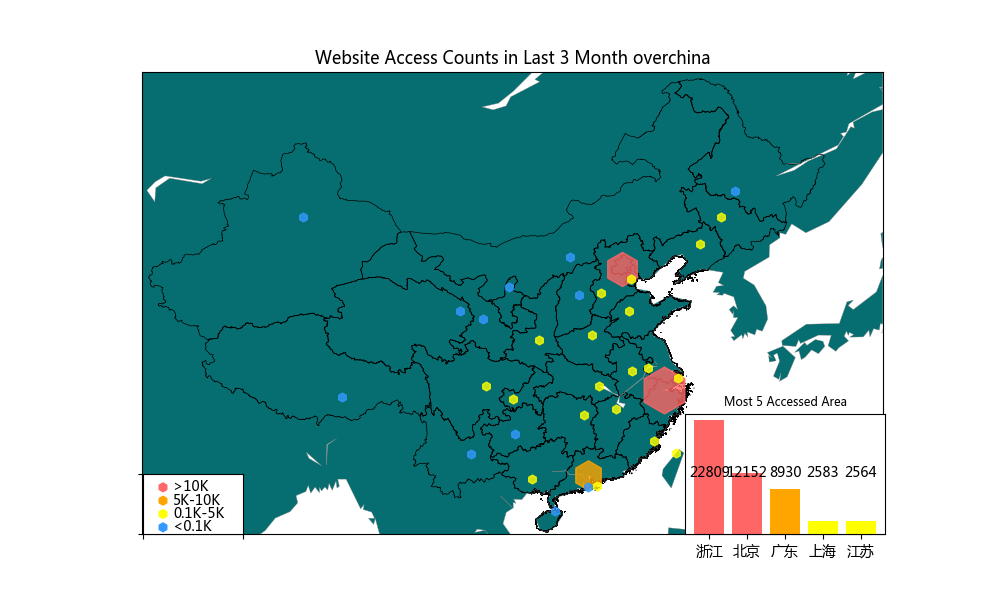 Website Access Counts in Last 3 Month overchina
Most 5 Accessed Area
22809 12152 8930 2583 2564
>10K
5K-10K
0.1K-5K
<0.1K
浙江 北京 广东 上海 江苏